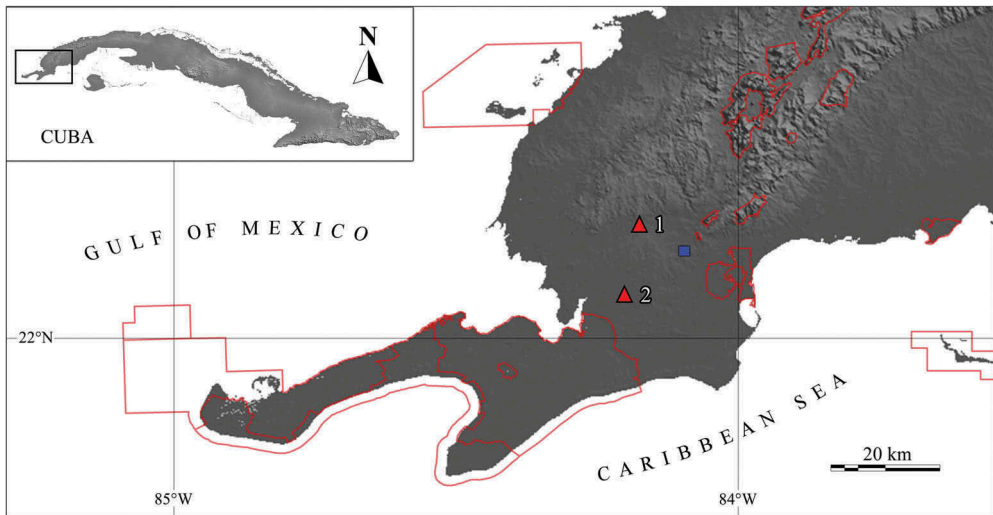 N
CUBA
GULF OF MEXICO
1
2
22°N
CARIBBEAN SEA
20 km
85°W
84°W